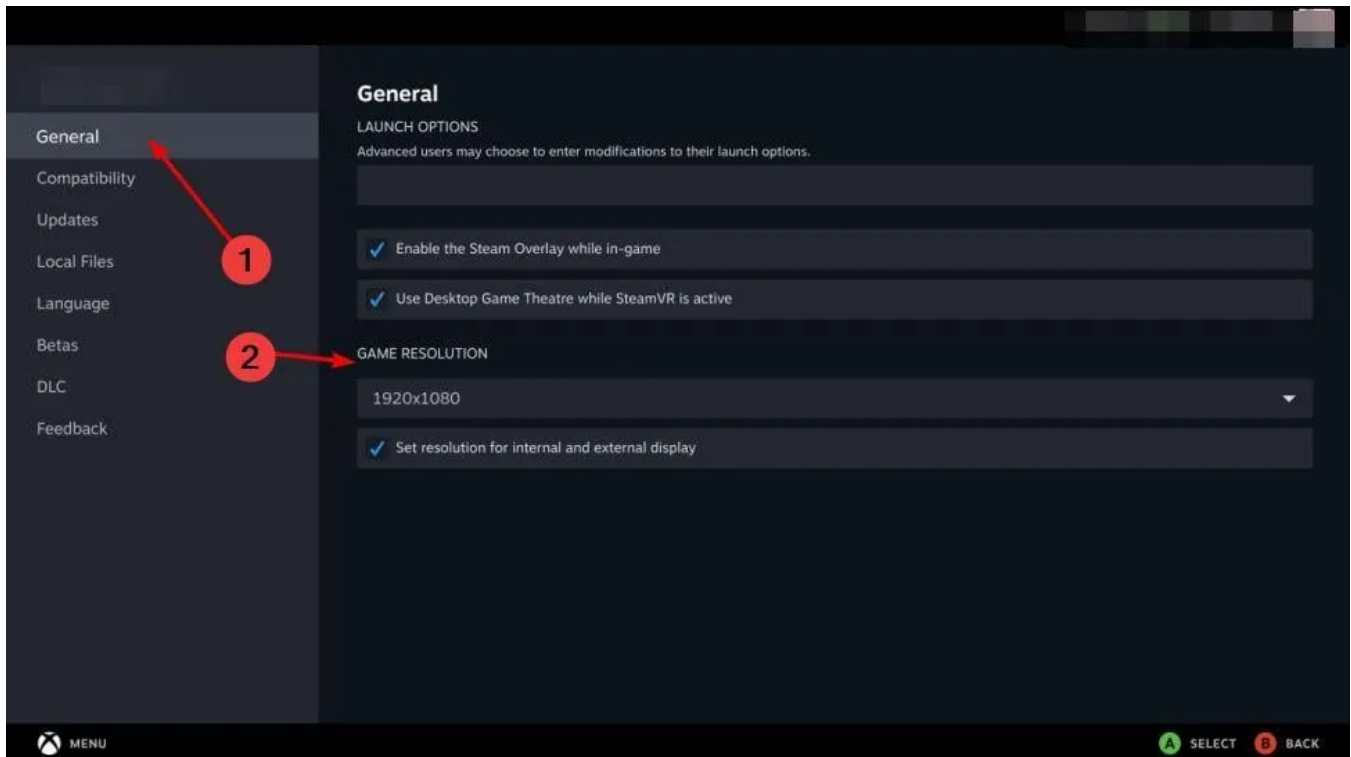 General
Compatibility
Updates
Local Files
Language
Betas
DLC
Feedback
1
2
General
LAUNCH OPTIONS
Advanced users may choose to enter modifications to their launch options.
Enable the Steam Overlay while in-game
Use Desktop Game Theatre while SteamVR is active
GAME RESOLUTION
1920x1080
Set resolution for internal and external display
MENU
A SELECT B BACK